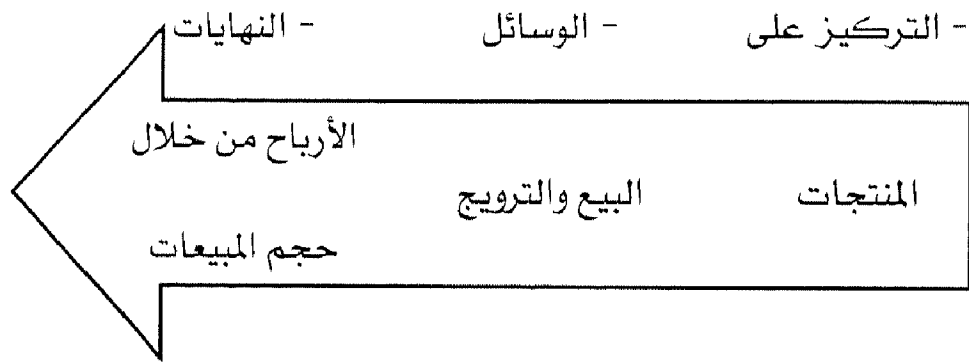 - التركيز على - الوسائل - النهايات
الأرباح من خلال
المنتجات البيع والترويج
حجم المبيعات